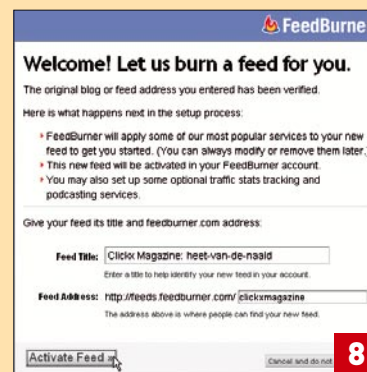 FeedBurne
Welcome! Let us burn a feed for you.
The original blog or feed address you entered has been verified.
Here is what happens next in the setup process:
FeedBurner will apply some of our most popular services to your new
feed to get you started. (You can always modify or remove them later.)
This new feed will be activated in your FeedBurner account.
You may also set up some optional traffic stats tracking and
podcasting services.
Give your feed its title and feedburner.com address:
Feed Title: Clickx Magazine: heet-van-de-naald
Enter a title to help identify your new feed in your account.
Feed Address: http://feeds.feedburner.com/ clickxmagazine
The address above is where people can find your new feed.
Activate Feed »
Cancel and do not
8